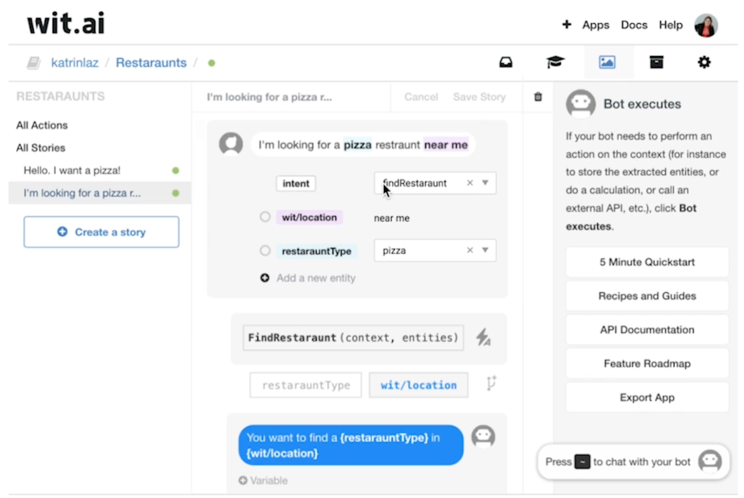 wit.ai
Apps Docs Help
katrinlaz / Restaraunts /
RESTARAUNTS
All Actions
All Stories
Hello. I want a pizza!
I'm looking for a pizza r...
Create a story
I'm looking for a pizza r...
Cancel Save Story
I'm looking for a pizza restraunt near me
intent findRestaraunt
wit/location near me
restarauntType pizza
Add a new entity
FindRestaraunt(context, entities)
restarauntType wit/location
You want to find a {restarauntType} in
{wit/location}
Variable
Bot executes
If your bot needs to perform an
action on the context (for instance
to store the extracted entities, or
do a calculation, or call an
external API, etc.), click Bot
executes.
5 Minute Quickstart
Recipes and Guides
API Documentation
Feature Roadmap
Export App
Press ~ to chat with your bot